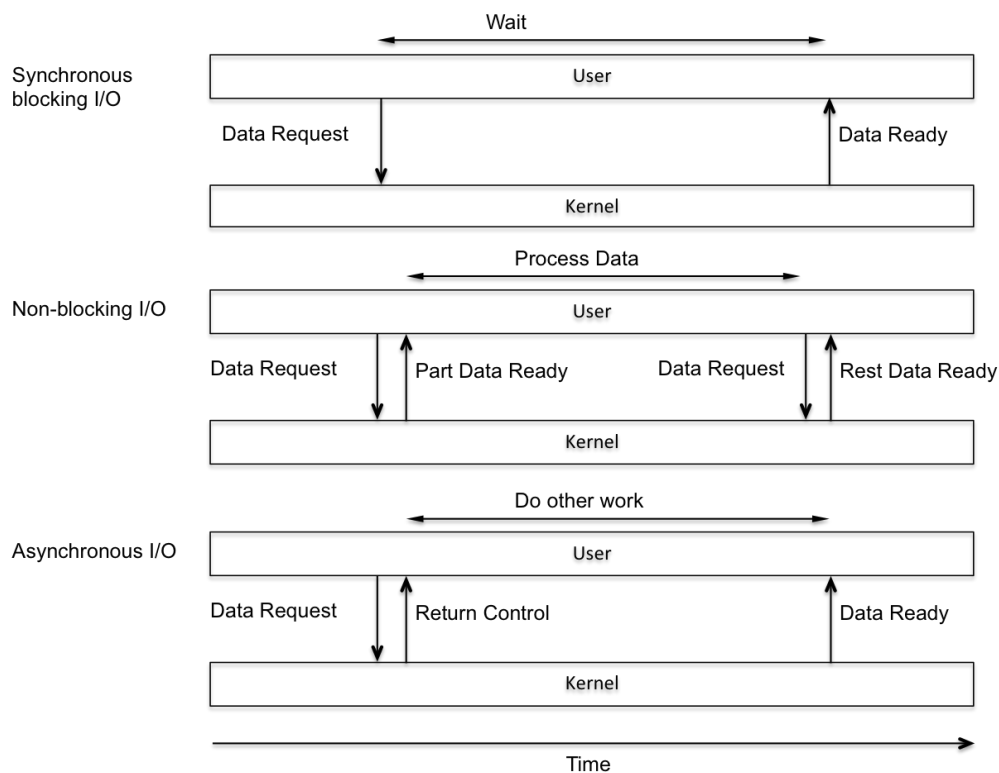 Wait
Synchronous
blocking I/O
User
Data Request
Data Ready
Kernel
Process Data
Non-blocking I/O
User
Data Request
Part Data Ready
Data Request
Rest Data Ready
Kernel
Do other work
Asynchronous I/O
User
Data Request
Return Control
Data Ready
Kernel
Time